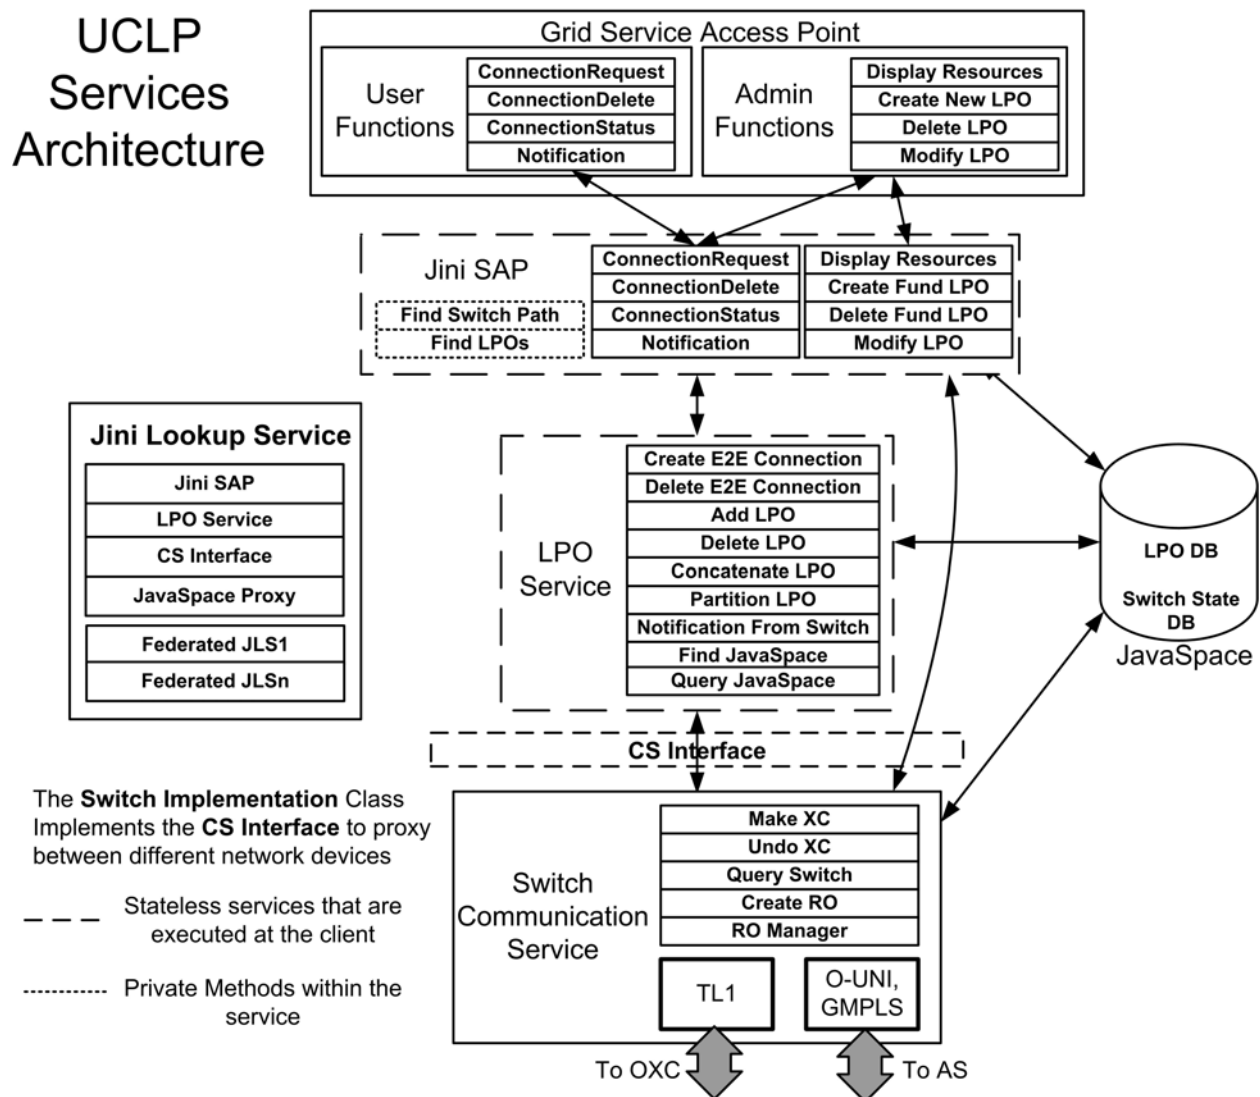 UCLP
Services
Architecture
Grid Service Access Point
User
Functions
ConnectionRequest
ConnectionDelete
ConnectionStatus
Notification
Admin
Functions
Display Resources
Create New LPO
Delete LPO
Modify LPO
Jini SAP
Find Switch Path
Find LPOs
ConnectionRequest
ConnectionDelete
ConnectionStatus
Notification
Display Resources
Create Fund LPO
Delete Fund LPO
Modify LPO
Jini Lookup Service
Jini SAP
LPO Service
CS Interface
JavaSpace Proxy
Federated JLS1
Federated JLSn
LPO
Service
Create E2E Connection
Delete E2E Connection
Add LPO
Delete LPO
Concatenate LPO
Partition LPO
Notification From Switch
Find JavaSpace
Query JavaSpace
LPO DB
Switch State
DB
JavaSpace
CS Interface
The Switch Implementation Class
Implements the CS Interface to proxy
between different network devices
Stateless services that are
executed at the client
Private Methods within the
service
Switch
Communication
Service
Make XC
Undo XC
Query Switch
Create RO
RO Manager
TL1
O-UNI,
GMPLS
To OXC
To AS